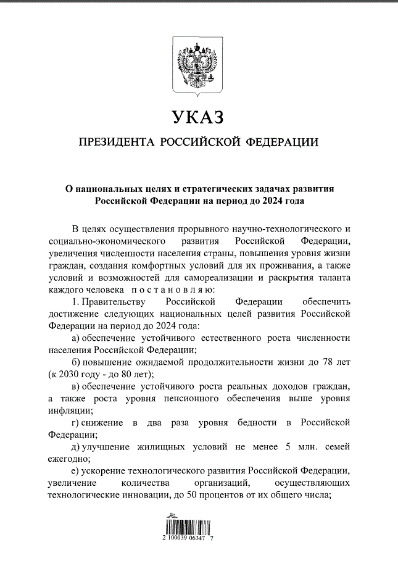 УКАЗ
ПРЕЗИДЕНТА РОССИЙСКОЙ ФЕДЕРАЦИИ
О национальных целях и стратегических задачах развития
Российской Федерации на период до 2024 года
В целях осуществления прорывного научно-технологического и
социально-экономического развития Российской Федерации,
увеличения численности населения страны, повышения уровня жизни
граждан, создания комфортных условий для их проживания, а также
условий и возможностей для самореализации и раскрытия таланта
каждого человека п о с т а н о в л я ю:
1. Правительству Российской Федерации обеспечить
достижение следующих национальных целей развития Российской
Федерации на период до 2024 года:
а) обеспечение устойчивого естественного роста численности
населения Российской Федерации;
б) повышение ожидаемой продолжительности жизни до 78 лет
(к 2030 году - до 80 лет);
в) обеспечение устойчивого роста реальных доходов граждан,
а также роста уровня пенсионного обеспечения выше уровня
инфляции;
г) снижение в два раза уровня бедности в Российской
Федерации;
д) улучшение жилищных условий не менее 5 млн. семей
ежегодно;
е) ускорение технологического развития Российской Федерации,
увеличение количества организаций, осуществляющих
технологические инновации, до 50 процентов от их общего числа;
2 100039 06347 7